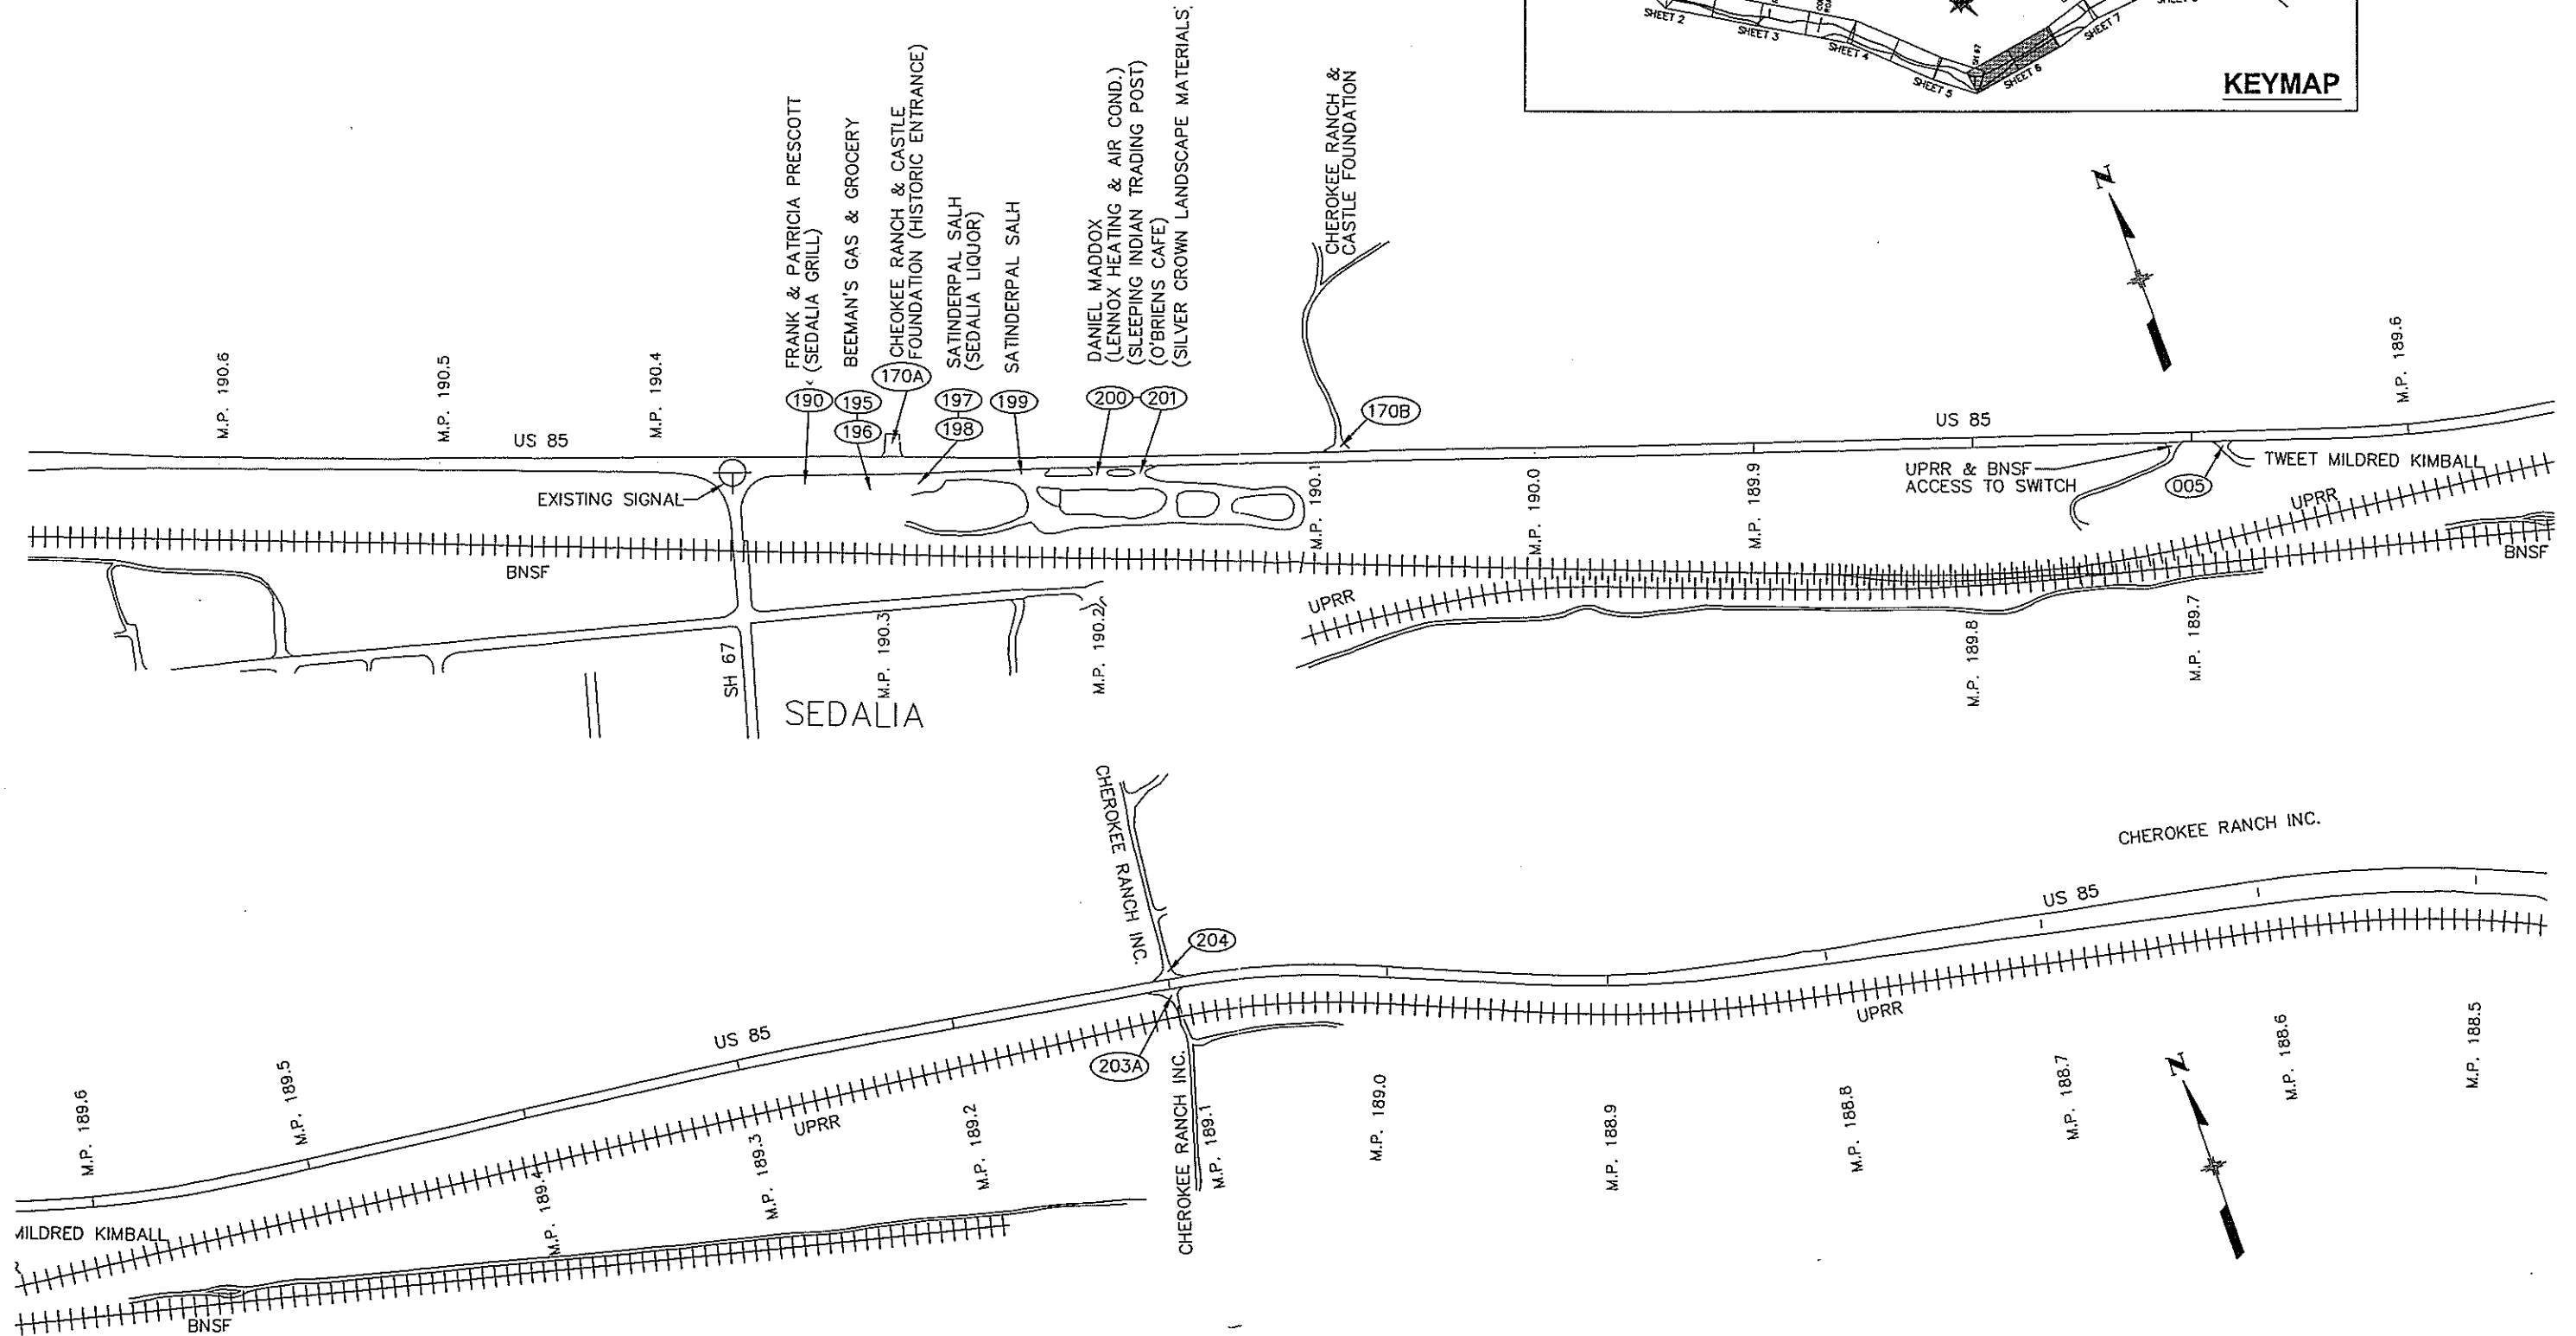 SHEET 2
SHEET 3
SHEET 4
SHEET 5
SH 67
SHEET 6
SHEET 7
KEYMAP
FRANK & PATRICIA PRESCOTT
(SEDALIA GRILL)
BEEMAN'S GAS & GROCERY
CHEOKEE RANCH & CASTLE
FOUNDATION (HISTORIC ENTRANCE)
SATINDERPAL SALH
(SEDALIA LIQUOR)
SATINDERPAL SALH
DANIEL MADDOX
(LENNOX HEATING & AIR COND.)
(SLEEPING INDIAN TRADING POST)
(O'BRIENS CAFE)
(SILVER CROWN LANDSCAPE MATERIALS)
CHEROKEE RANCH &
CASTLE FOUNDATION
N
M.P. 190.6
M.P. 190.5
M.P. 190.4
190
195
196
170A
197
198
199
200
201
170B
M.P. 189.6
US 85
US 85
EXISTING SIGNAL
M.P. 190.1
M.P. 190.0
M.P. 189.9
UPRR & BNSF
ACCESS TO SWITCH
005
TWEET MILDRED KIMBALL
UPRR
BNSF
BNSF
UPRR
SH 67
M.P. 190.3
M.P. 190.2
M.P. 189.8
M.P. 189.7
SEDALIA
CHEROKEE RANCH INC.
CHEROKEE RANCH INC.
US 85
204
US 85
UPRR
203A
CHEROKEE RANCH INC.
M.P. 189.6
M.P. 189.5
M.P. 189.4
M.P. 189.3
UPRR
M.P. 189.2
M.P. 189.1
M.P. 189.0
M.P. 188.9
M.P. 188.8
M.P. 188.7
N
M.P. 188.6
M.P. 188.5
MILDRED KIMBALL
BNSF